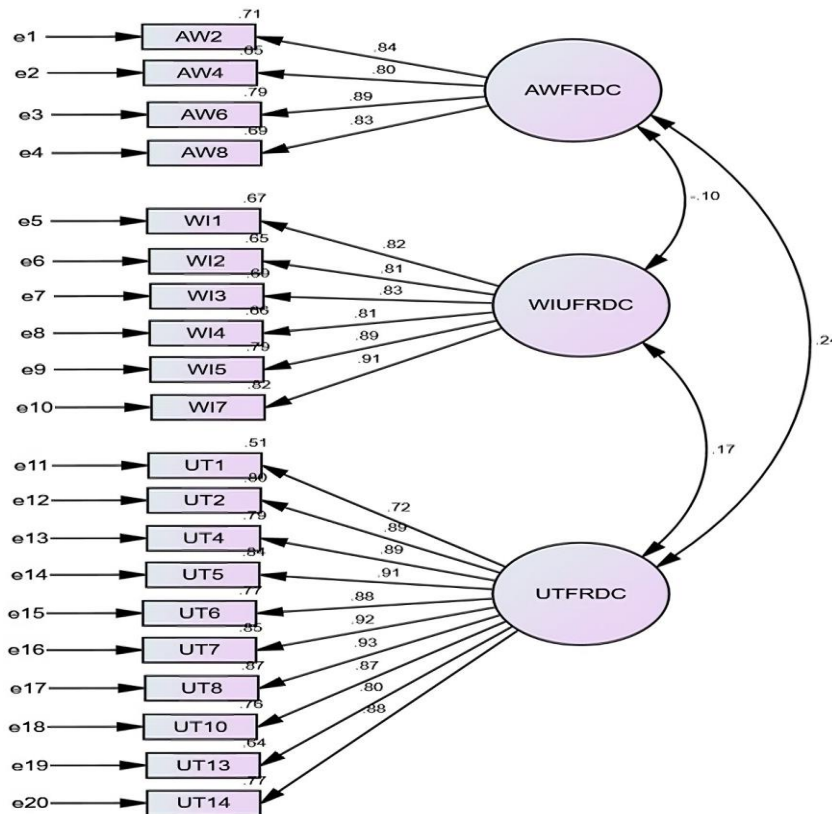 .71
e1 AW2 .84
.65
e2 AW4 .80 AWFRDC
.79
e3 AW6 .89
.69
e4 AW8 .83
-.10
.67
e5 WI1 .82
.65
e6 WI2 .81
.69
e7 WI3 .83 WIUFRDC
.66
e8 WI4 .81
.79
e9 WI5 .89
.82
e10 WI7 .91
.24
.17
.51
e11 UT1 .72
.80
e12 UT2 .89
.79
e13 UT4 .89
.84
e14 UT5 .91 UTFRDC
.77
e15 UT6 .88
.85
e16 UT7 .92
.87
e17 UT8 .93
.76
e18 UT10 .87
.64
e19 UT13 .80
.77
e20 UT14 .88